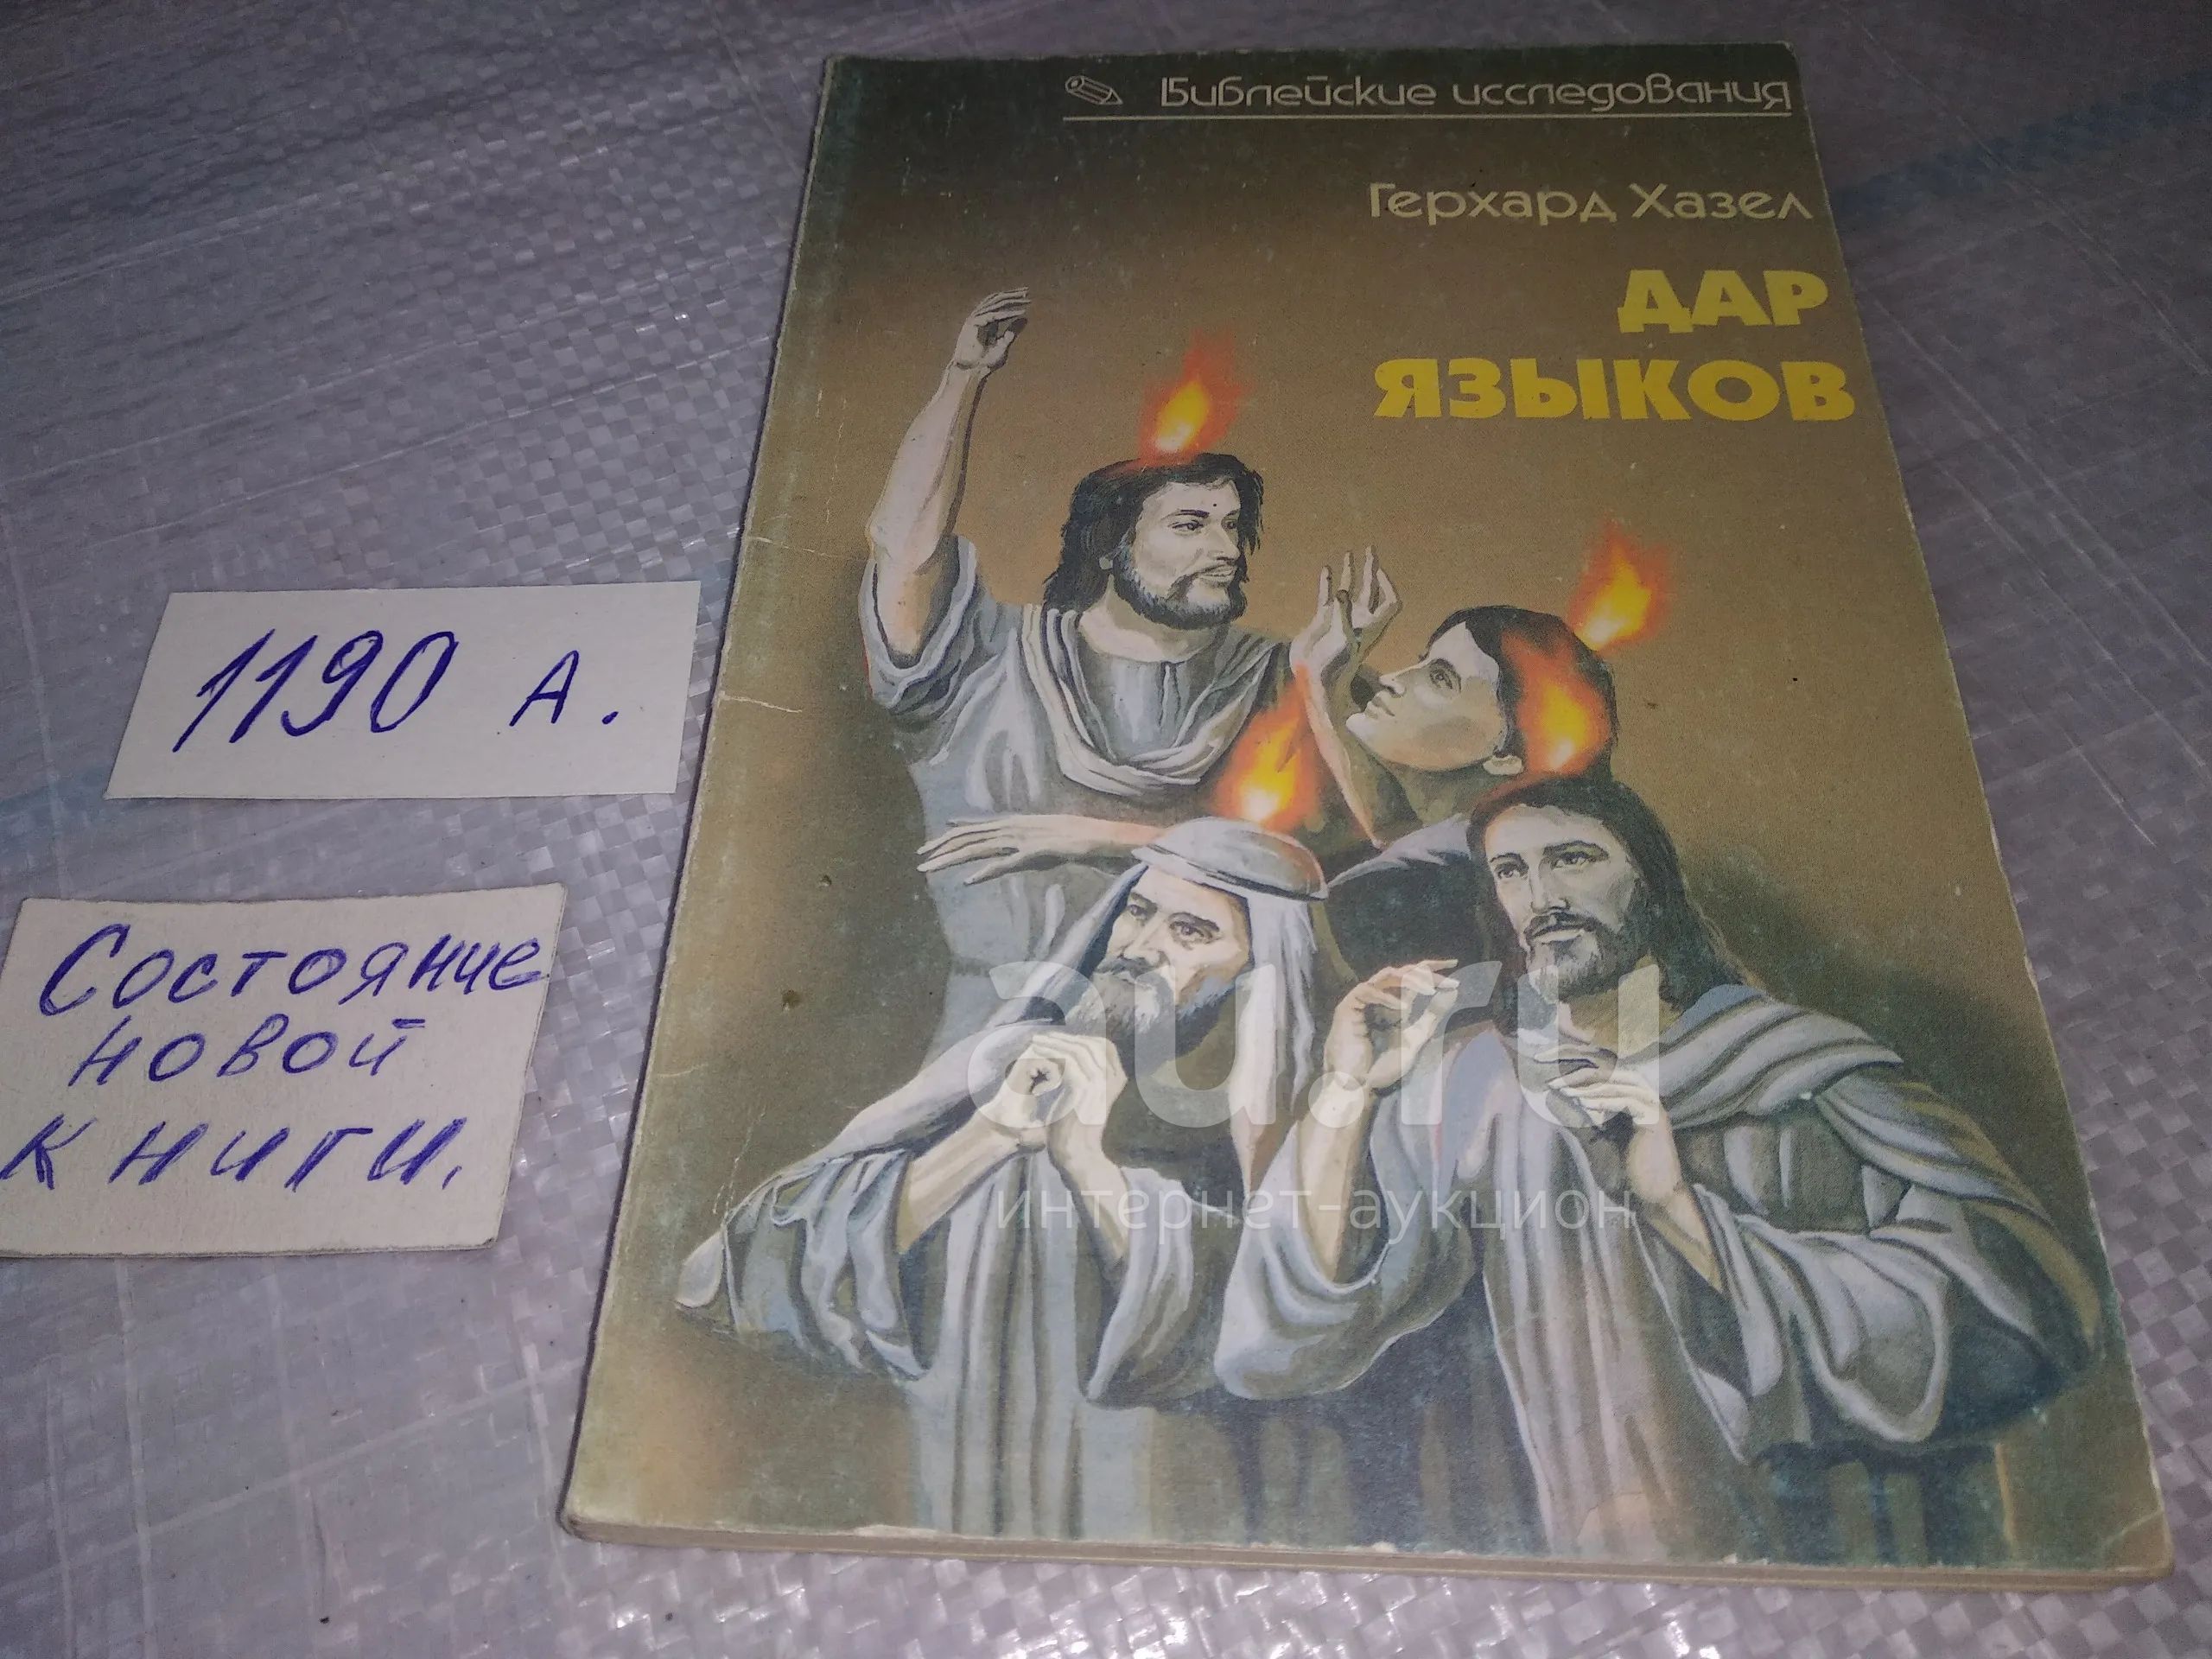 Библейские исследования
Герхард Хазел
ДАР
ЯЗЫКОВ
1190 А.
Состояние
новой
книги.
au.ru
интернет-аукцион